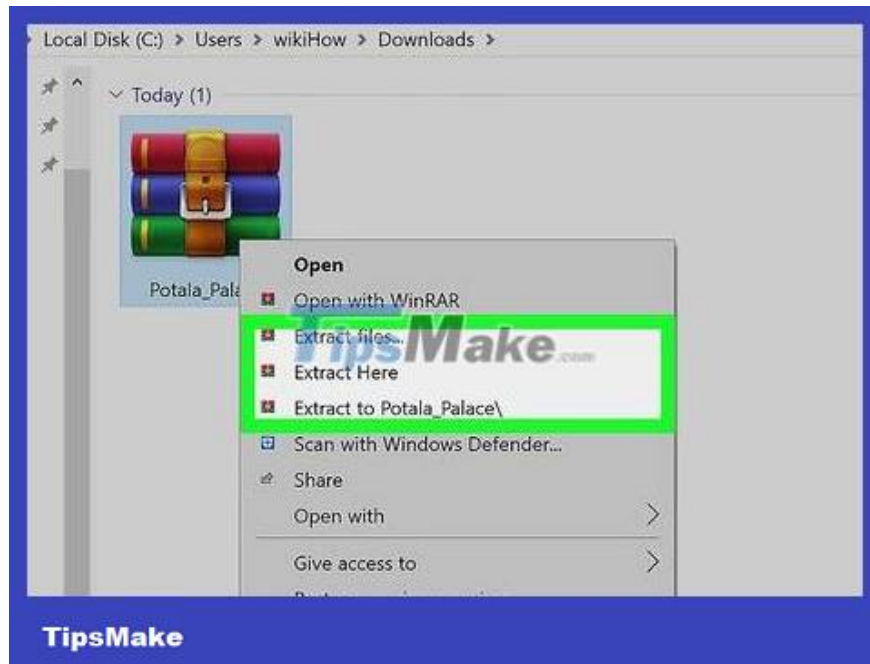 Local Disk (C:) > Users > wikiHow > Downloads >
Today (1)
Potala_Pala
Open
Open with WinRAR
Extract files...
TipsMake.com
Extract Here
Extract to Potala_Palace\
Scan with Windows Defender...
Share
Open with
Give access to
TipsMake